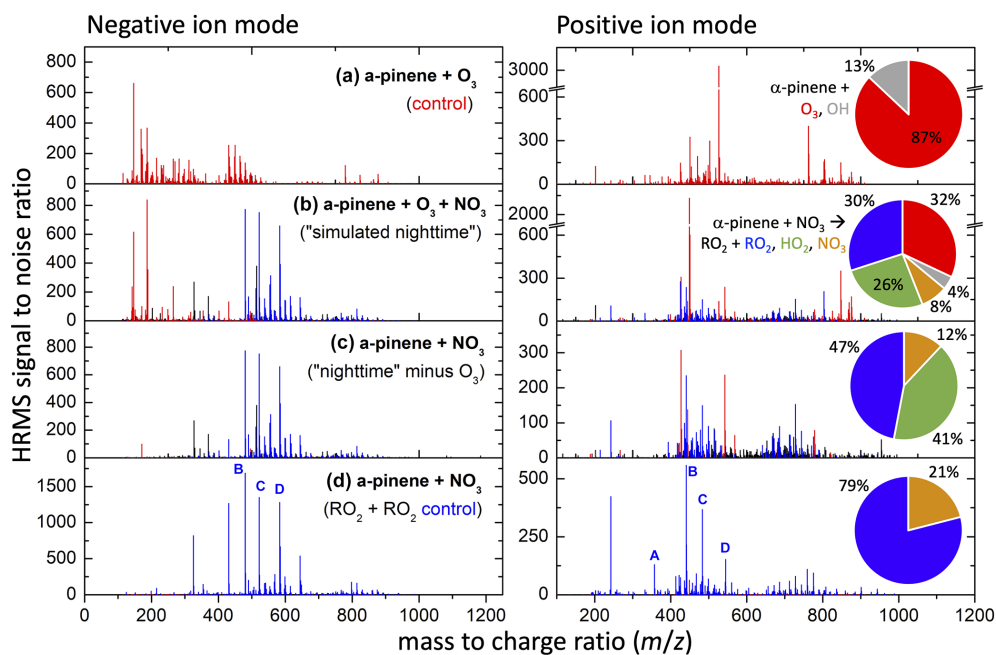 Negative ion mode
Positive ion mode
HRMS signal to noise ratio
mass to charge ratio (m/z)
(a) a-pinene + O3
(control)
800
600
400
200
0
3000
600
300
0
13%
α-pinene +
O3, OH
87%
(b) a-pinene + O3 + NO3
("simulated nighttime")
800
600
400
200
0
2000
600
300
0
30%
32%
α-pinene + NO3 →
RO2 + RO2, HO2, NO3
26%
4%
8%
(c) a-pinene + NO3
("nighttime" minus O3)
800
600
400
200
0
300
200
100
0
47%
12%
41%
(d) a-pinene + NO3
(RO2 + RO2 control)
B
C
D
1500
1000
500
0
500
250
0
A
B
C
D
79%
21%
0
200
400
600
800
1000
1200
200
400
600
800
1000
1200